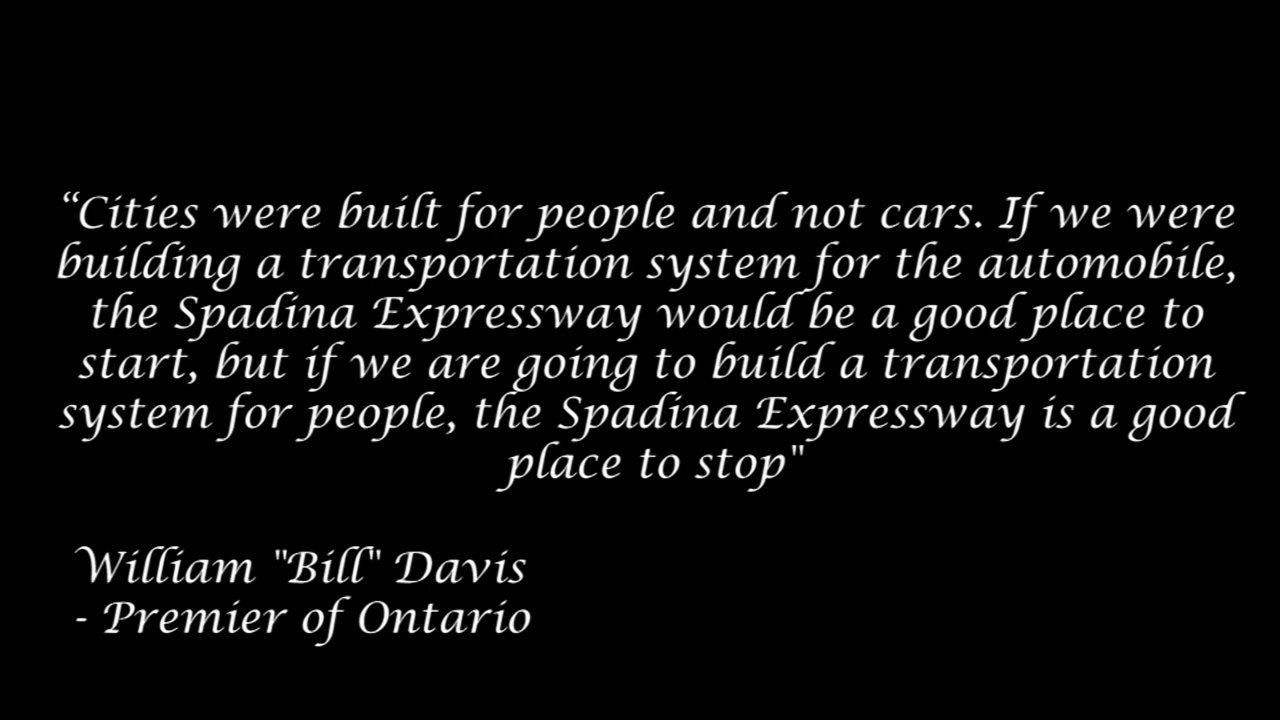 “Cities were built for people and not cars. If we were
building a transportation system for the automobile,
the Spadina Expressway would be a good place to
start, but if we are going to build a transportation
system for people, the Spadina Expressway is a good
place to stop"
William "Bill" Davis
- Premier of Ontario